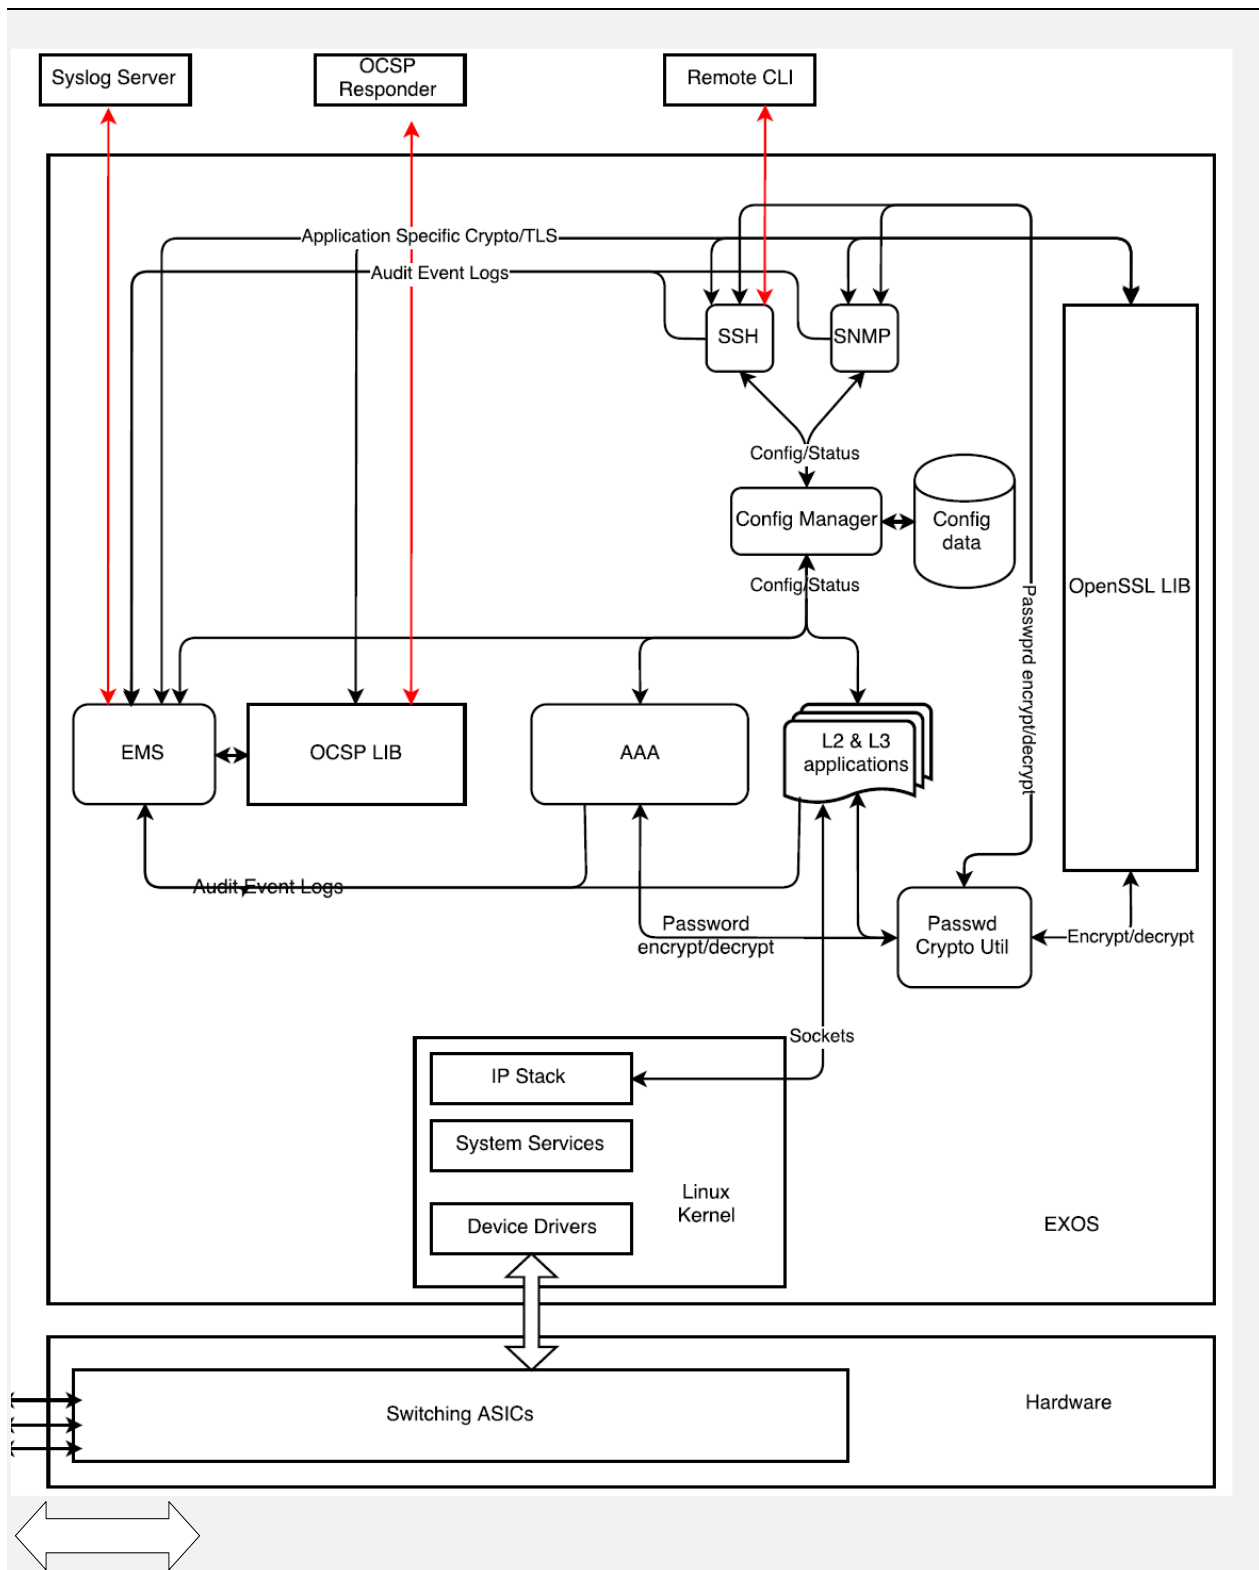 Syslog Server
OCSP
Responder
Remote CLI
Application Specific Crypto/TLS
Audit Event Logs
SSH
SNMP
Config/Status
Config Manager
Config
data
Config/Status
OpenSSL LIB
Passwprd encrypt/decrypt
EMS
OCSP LIB
AAA
L2 & L3
applications
Audit Event Logs
Password
encrypt/decrypt
Passwd
Crypto Util
Encrypt/decrypt
Sockets
IP Stack
System Services
Linux
Kernel
Device Drivers
EXOS
Switching ASICs
Hardware